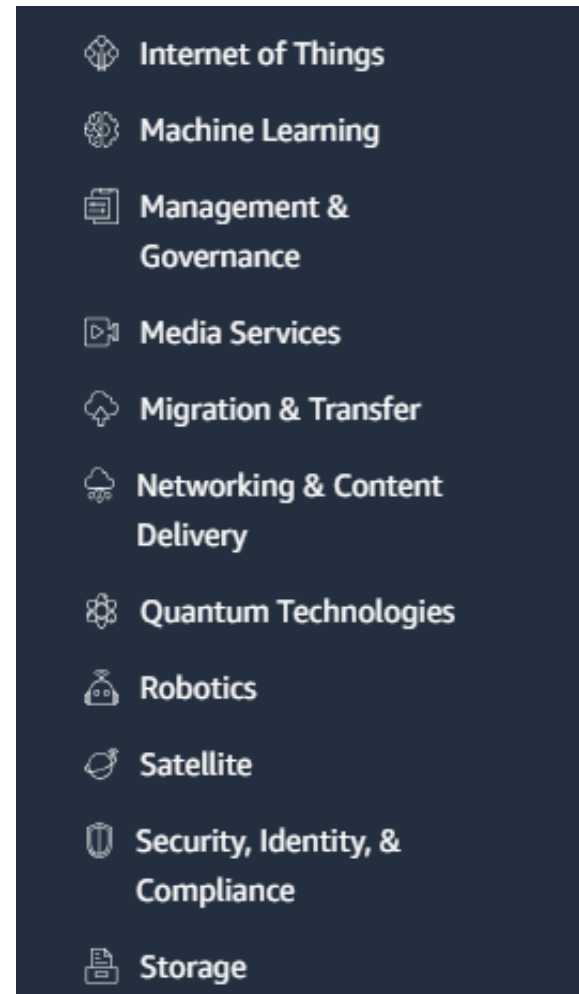 Internet of Things
Machine Learning
Management &
Governance
Media Services
Migration & Transfer
Networking & Content
Delivery
Quantum Technologies
Robotics
Satellite
Security, Identity, &
Compliance
Storage